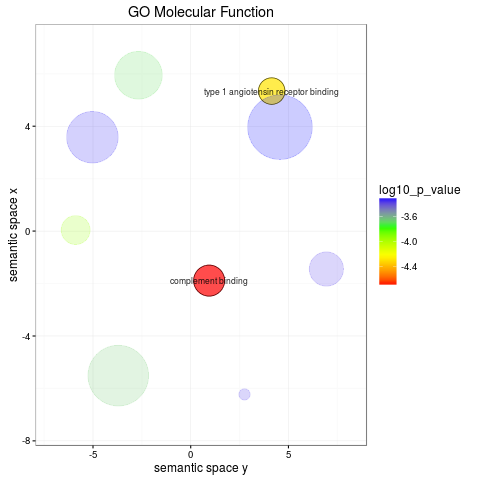 GO Molecular Function
type 1 angiotensin receptor binding
complement binding
4
0
-4
-8
-5
0
5
semantic space x
semantic space y
log10_p_value
-3.6
-4.0
-4.4